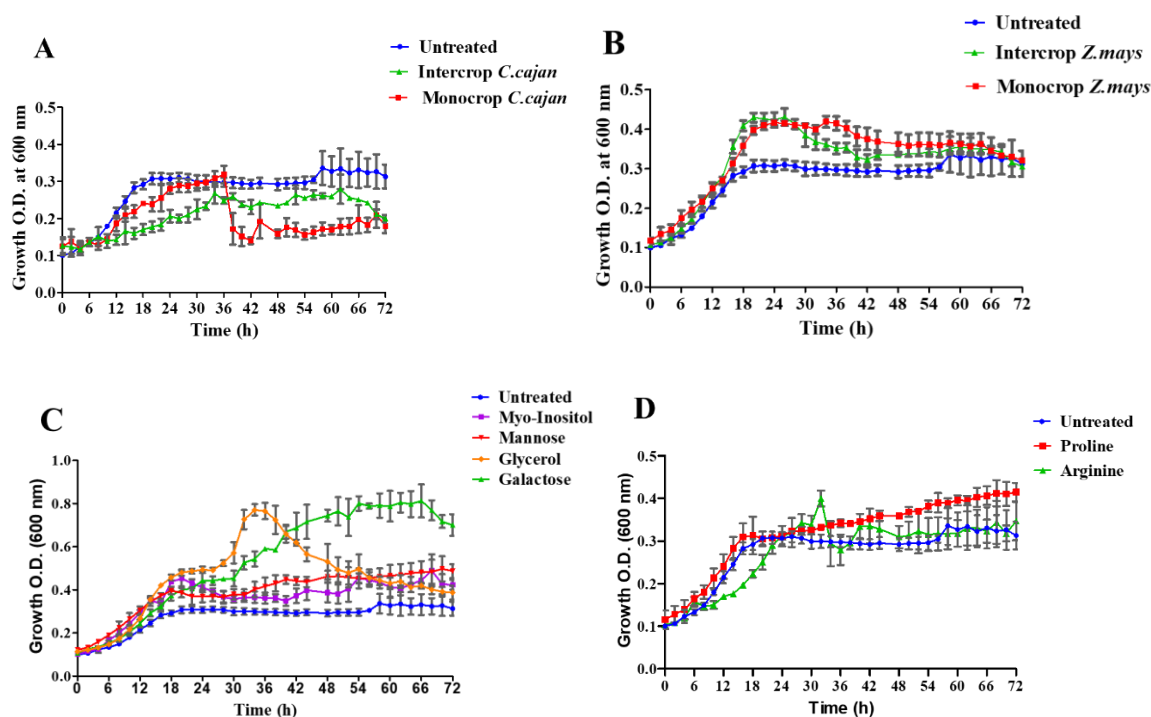 A
Untreated
Intercrop C.cajan
Monocrop C.cajan
Growth O.D. at 600 nm
0.5
0.4
0.3
0.2
0.1
0.0
0 6 12 18 24 30 36 42 48 54 60 66 72
Time (h)
B
Untreated
Intercrop Z.mays
Monocrop Z.mays
Growth O.D. at 600 nm
0.5
0.4
0.3
0.2
0.1
0.0
0 6 12 18 24 30 36 42 48 54 60 66 72
Time (h)
C
Untreated
Myo-Inositol
Mannose
Glycerol
Galactose
Growth O.D. (600 nm)
1.0
0.8
0.6
0.4
0.2
0.0
0 6 12 18 24 30 36 42 48 54 60 66 72
Time (h)
D
Untreated
Proline
Arginine
Growth O.D. (600 nm)
0.5
0.4
0.3
0.2
0.1
0.0
0 6 12 18 24 30 36 42 48 54 60 66 72
Time (h)